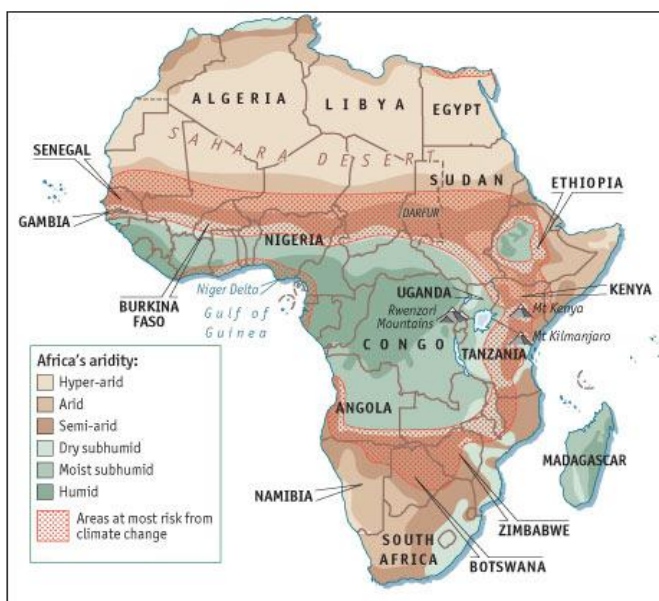 ALGERIA
LIBYA
EGYPT
SAHARA DESERT
SENEGAL
SUDAN
ETHIOPIA
DARFUR
GAMBIA
NIGERIA
BURKINA
FASO
Niger Delta
Gulf of
Guinea
UGANDA
Rwenzori
Mountains
KENYA
Mt Kenya
Mt Kilmanjaro
CONGO
TANZANIA
Africa's aridity:
Hyper-arid
Arid
Semi-arid
Dry subhumid
Moist subhumid
Humid
Areas at most risk from
climate change
ANGOLA
MADAGASCAR
NAMIBIA
ZIMBABWE
SOUTH
AFRICA
BOTSWANA